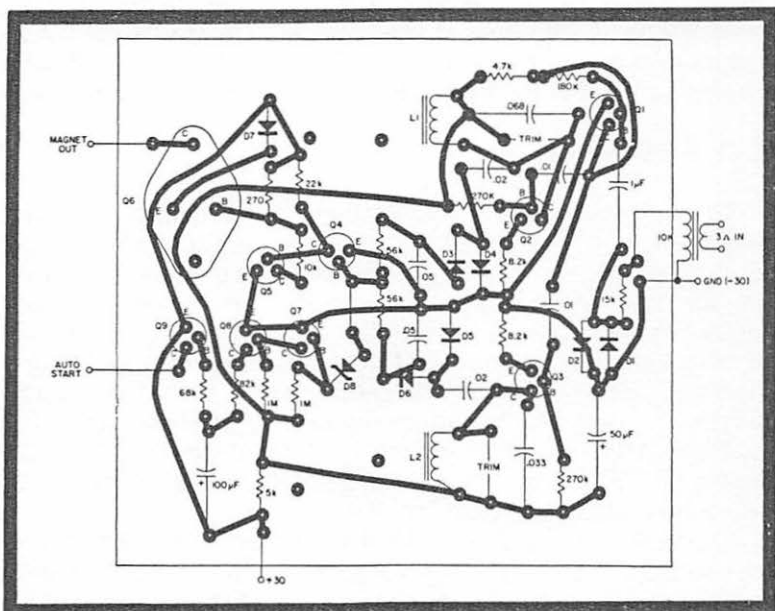 4.7k
180K
E
Q1
B
C
L1
.068
MAGNET OUT
C
D7
TRIM
.02
.01
1µF
Q6
E
B
270
22k
270K
B
C
E
Q2
10K
3Ω IN
Q4
C
E
B
56k
D3
D4
8.2k
B
10k
E
Q5
C
.05
GND (-30)
56k
.01
15k
Q9
E
C
B
Q8
E
C
B
Q7
E
C
B
.05
D5
8.2k
D2
D1
AUTO START
D8
D6
.02
E
Q3
B
C
68k
82k
1M
1M
L2
TRIM
.033
270k
50µF
+
100µF
+
5k
+30